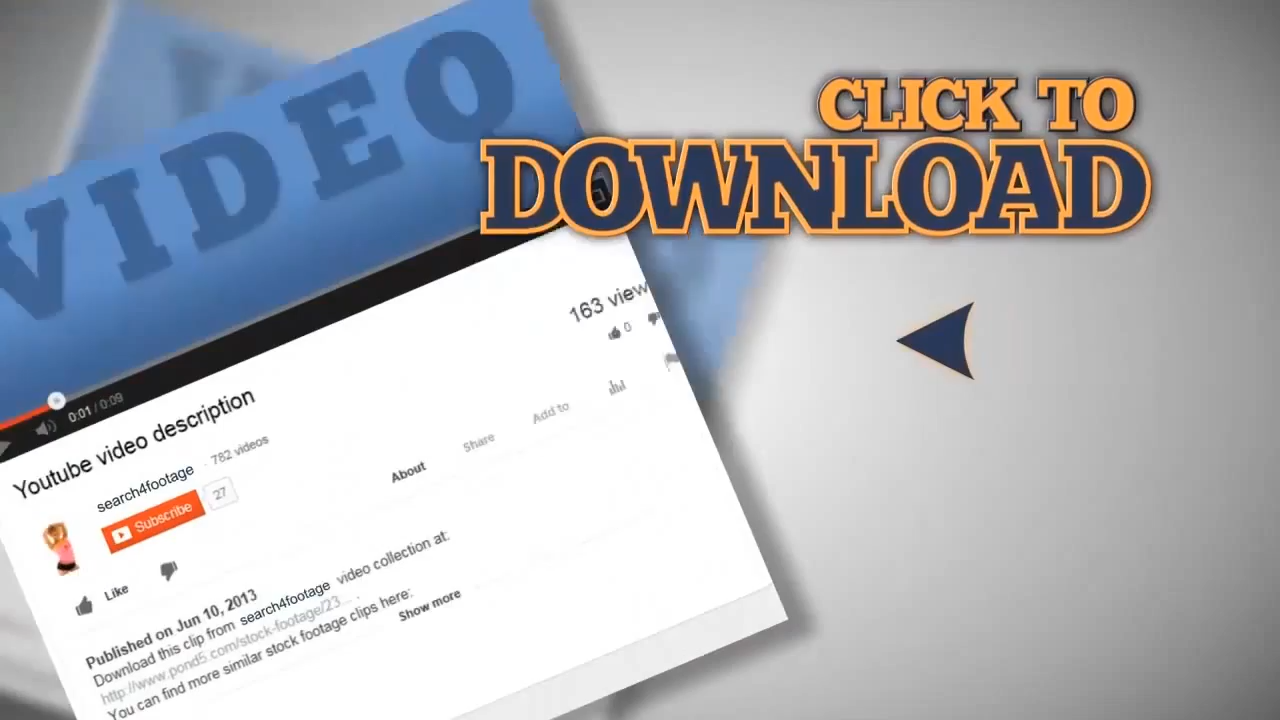 VIDEO
CLICK TO
DOWNLOAD
163 view
0
0:01 / 0:09
Youtube video description
search4footage · 782 videos
Subscribe 27
About Share Add to
Like
Published on Jun 10, 2013
Download this clip from search4footage video collection at:
http://www.pond5.com/stock-footage/23...
You can find more similar stock footage clips here:
Show more